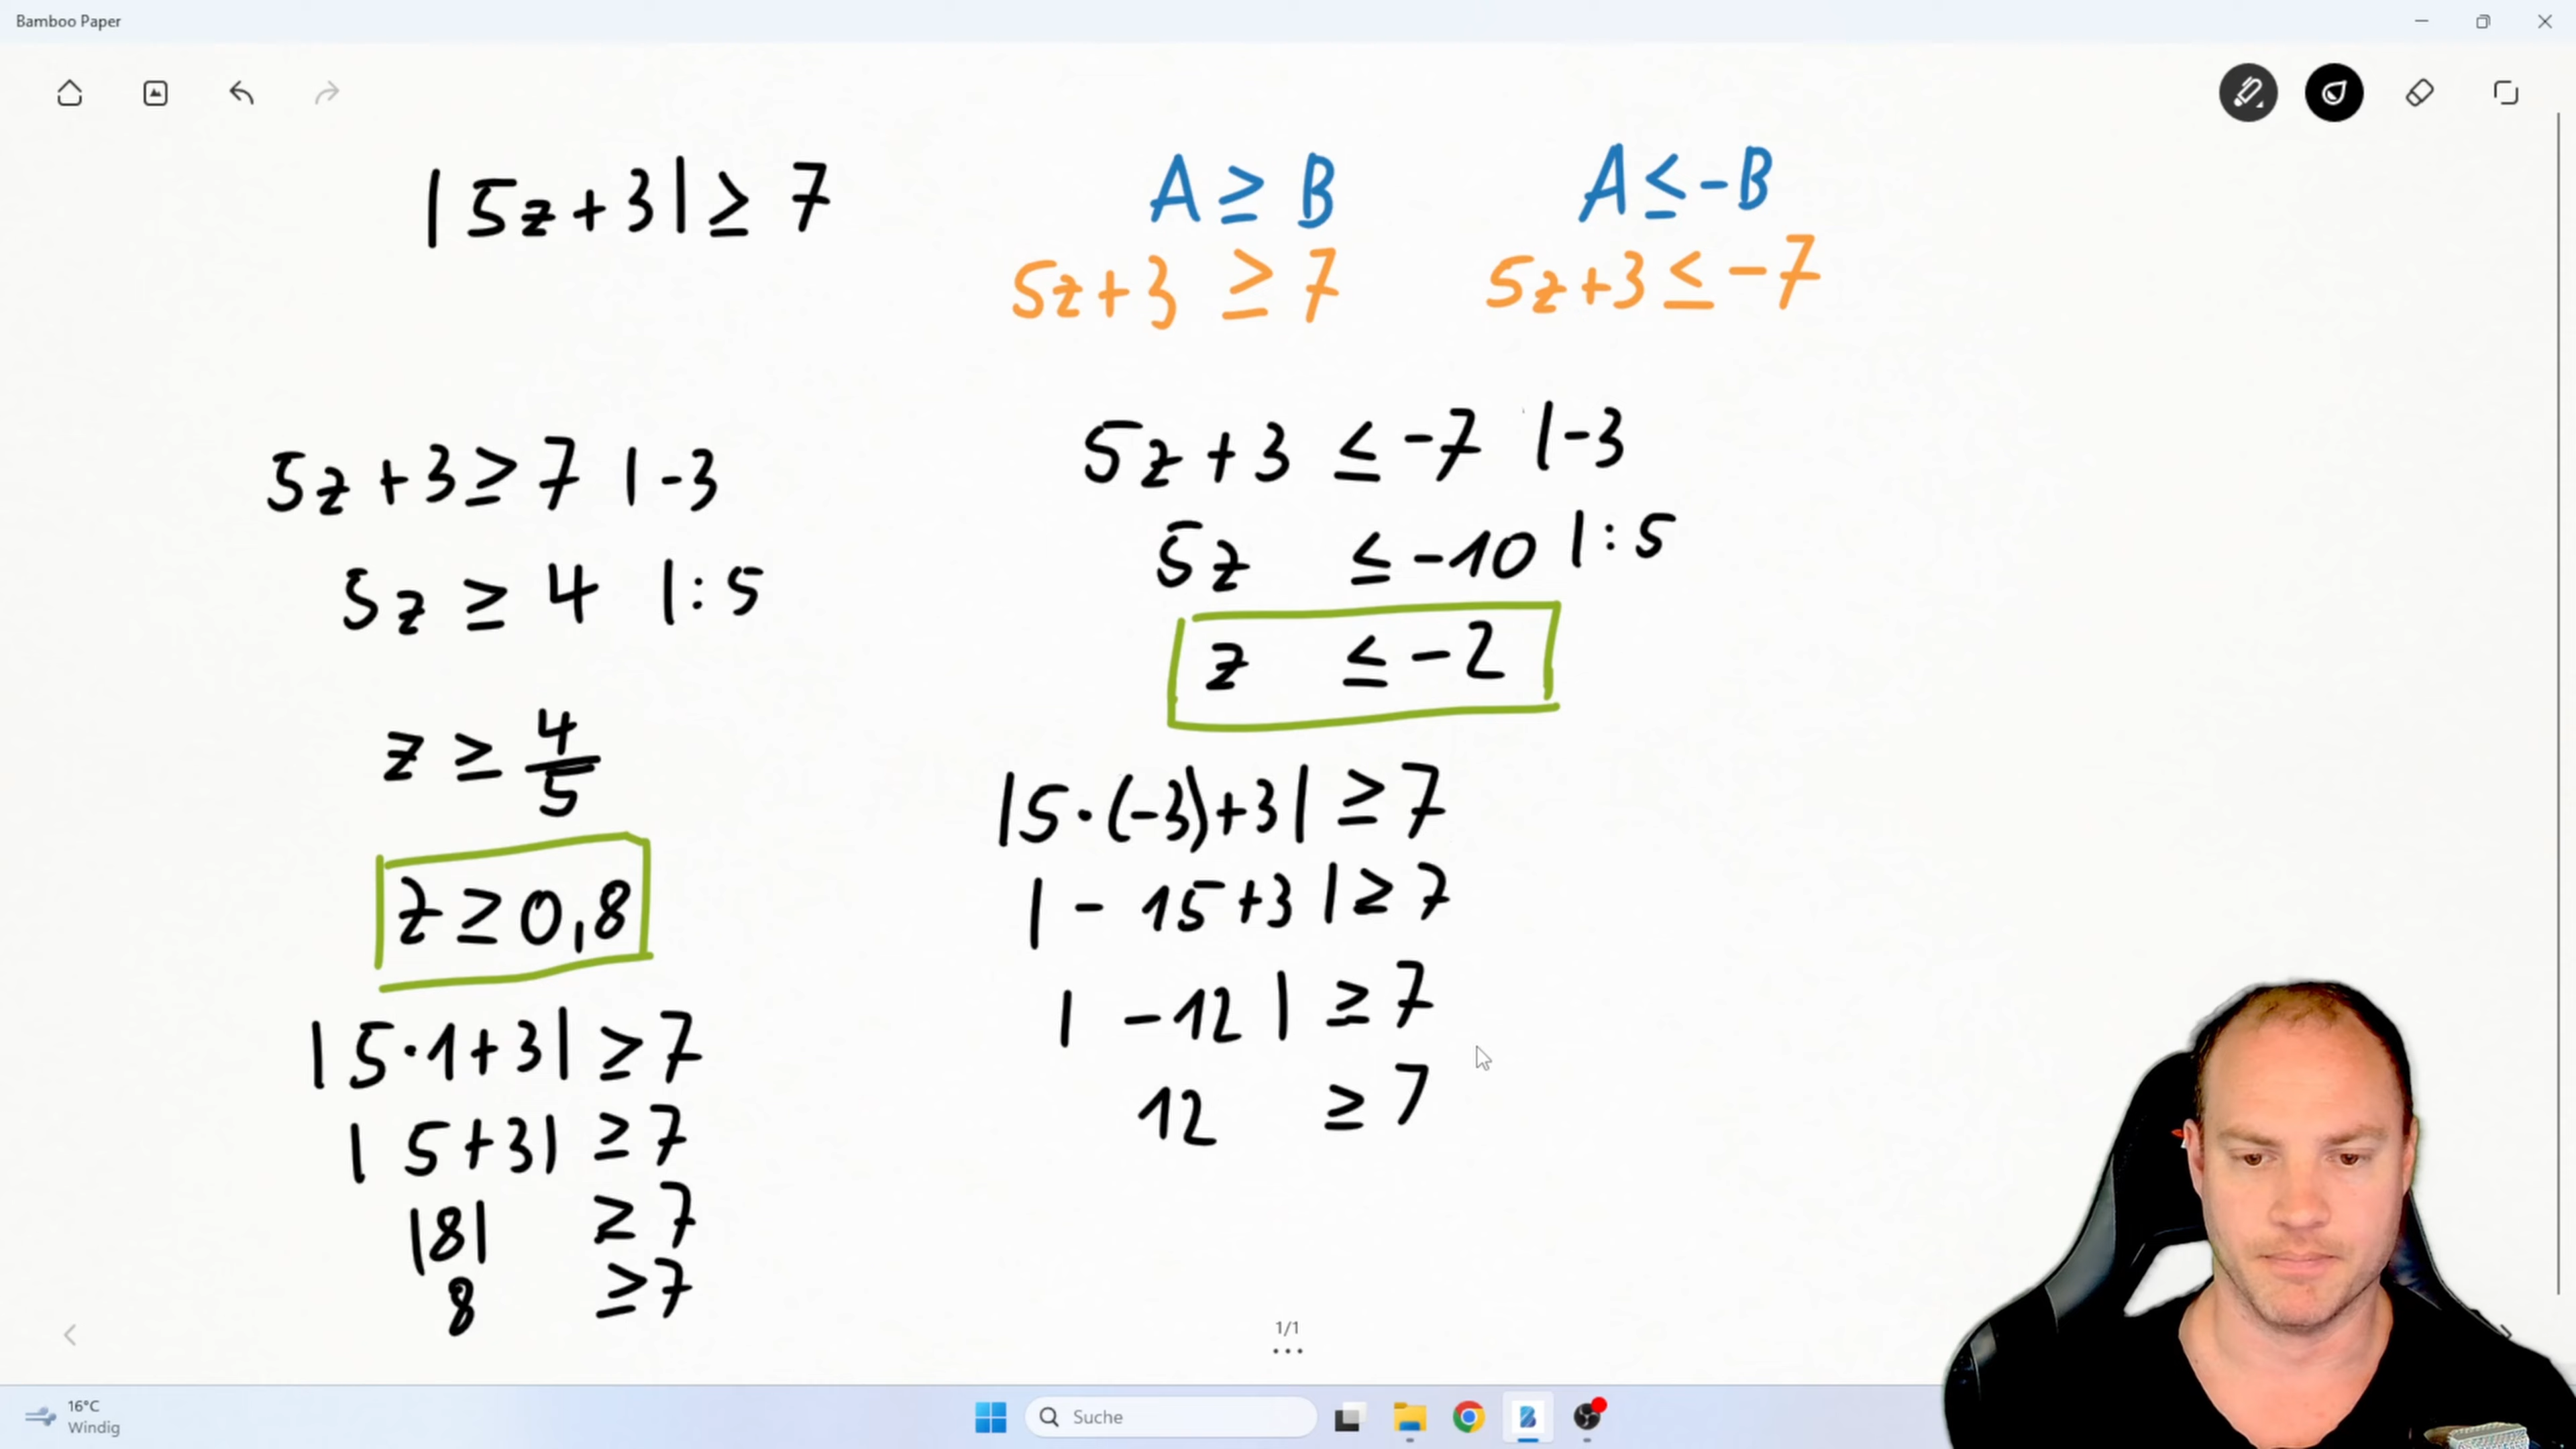 Bamboo Paper
|5z+3| ≥ 7
A ≥ B
A ≤ -B
5z+3 ≥ 7
5z+3 ≤ -7
5z+3 ≥ 7 | -3
5z ≥ 4 | : 5
z ≥ 4/5
z ≥ 0,8
|5·1+3| ≥ 7
|5+3| ≥ 7
|8| ≥ 7
8 ≥ 7
5z+3 ≤ -7 | -3
5z ≤ -10 | : 5
z ≤ -2
|5·(-3)+3| ≥ 7
|-15+3| ≥ 7
|-12| ≥ 7
12 ≥ 7
1/1
16°C
Windig
Suche